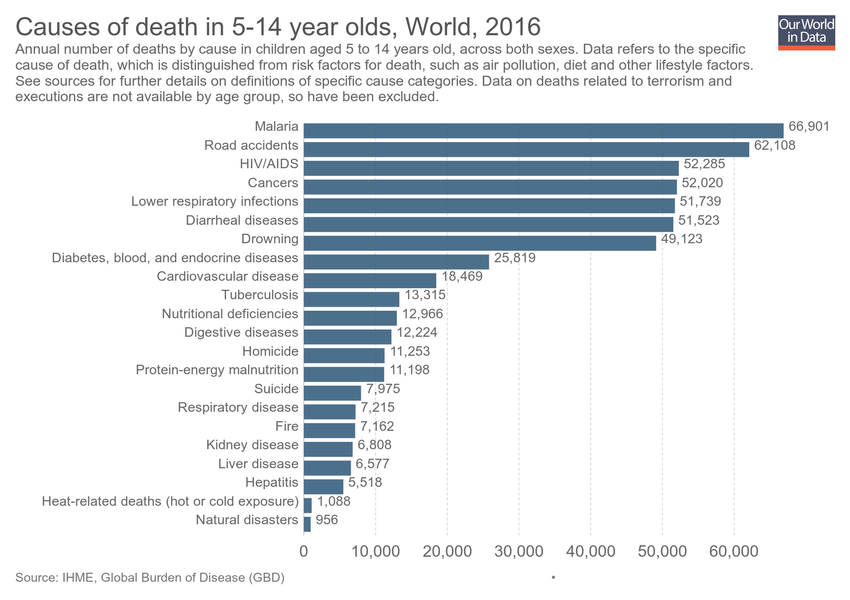 Causes of death in 5-14 year olds, World, 2016
Our World
in Data
Annual number of deaths by cause in children aged 5 to 14 years old, across both sexes. Data refers to the specific
cause of death, which is distinguished from risk factors for death, such as air pollution, diet and other lifestyle factors.
See sources for further details on definitions of specific cause categories. Data on deaths related to terrorism and
executions are not available by age group, so have been excluded.
Malaria 66,901
Road accidents 62,108
HIV/AIDS 52,285
Cancers 52,020
Lower respiratory infections 51,739
Diarrheal diseases 51,523
Drowning 49,123
Diabetes, blood, and endocrine diseases 25,819
Cardiovascular disease 18,469
Tuberculosis 13,315
Nutritional deficiencies 12,966
Digestive diseases 12,224
Homicide 11,253
Protein-energy malnutrition 11,198
Suicide 7,975
Respiratory disease 7,215
Fire 7,162
Kidney disease 6,808
Liver disease 6,577
Hepatitis 5,518
Heat-related deaths (hot or cold exposure) 1,088
Natural disasters 956
0 10,000 20,000 30,000 40,000 50,000 60,000
Source: IHME, Global Burden of Disease (GBD) •